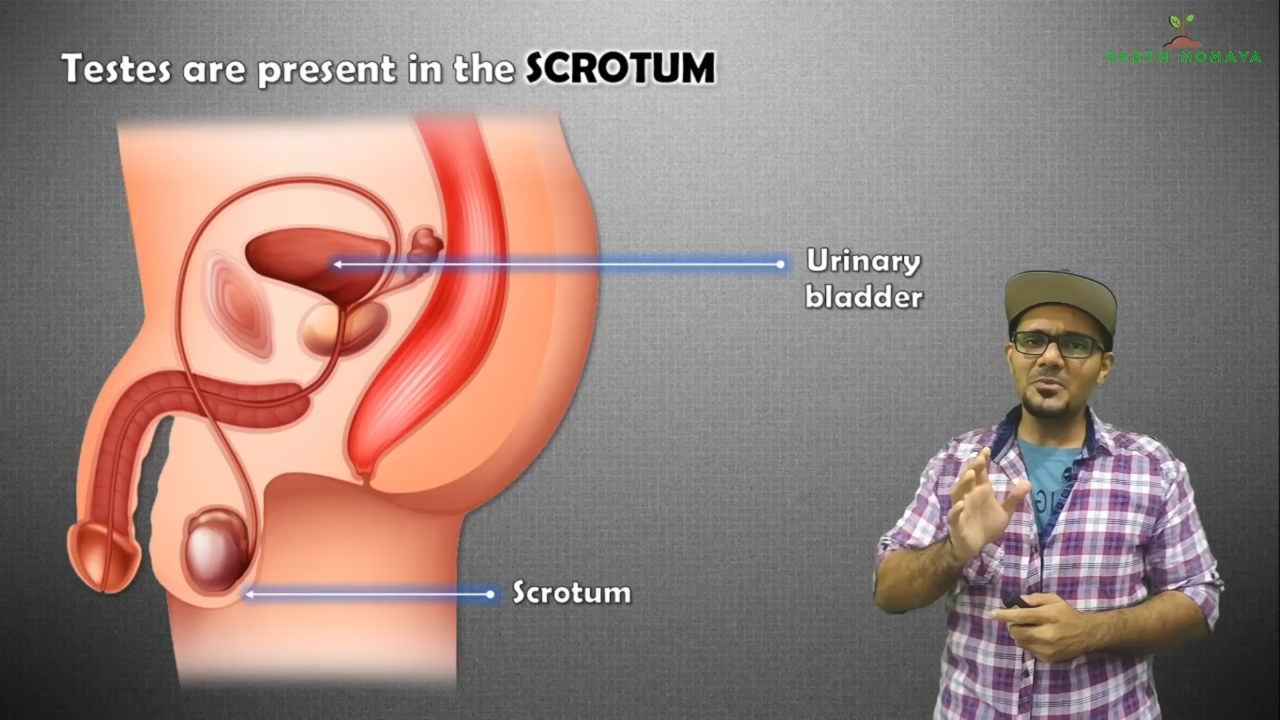 Testes are present in the SCROTUM
PARTH MOMAYA
Urinary
bladder
Scrotum